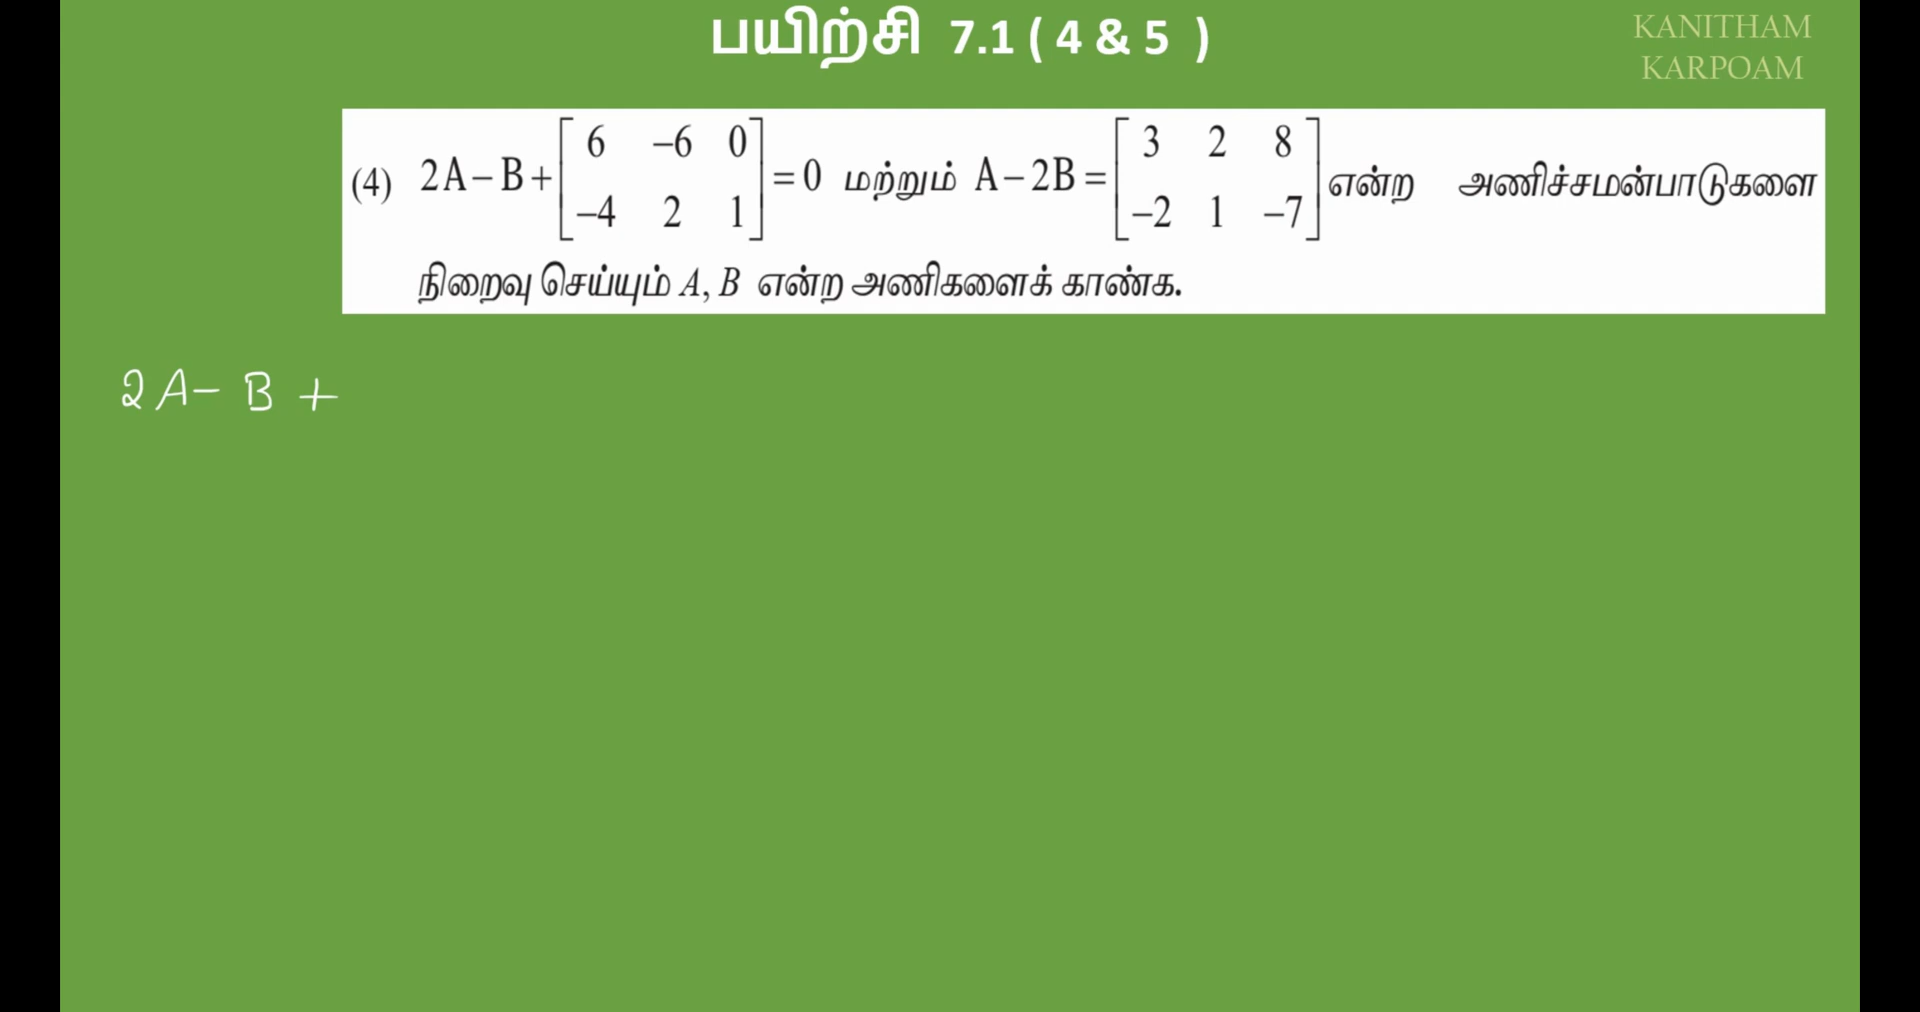 பயிற்சி 7.1 ( 4 & 5 )
KANITHAM
KARPOAM
(4) 2A − B + [6 −6 0; −4 2 1] = 0 மற்றும் A − 2B = [3 2 8; −2 1 −7] என்ற அணிச்சமன்பாடுகளை
நிறைவு செய்யும் A, B என்ற அணிகளைக் காண்க.
2A − B +